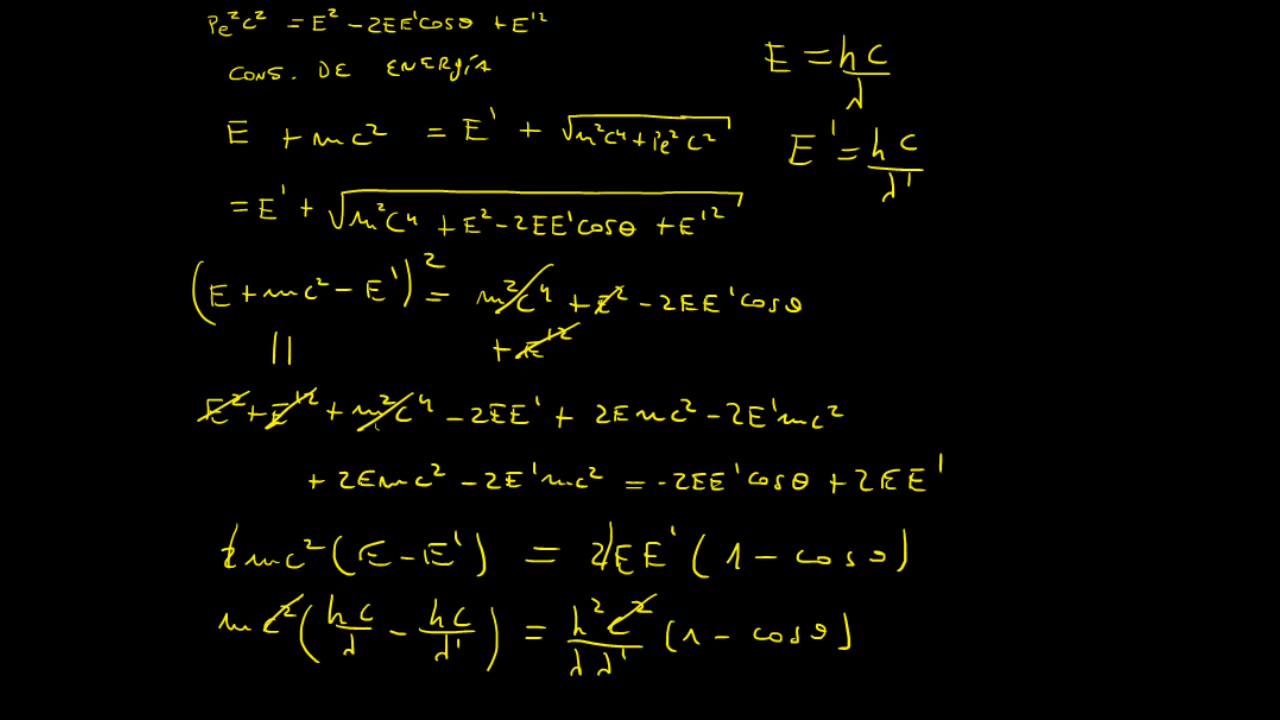 Pe²c² = E² - 2EE'cosθ + E'²
CONS. DE ENERGÍA
E = hc/λ
E' = hc/λ'
E + mc² = E' + √(m²c⁴ + Pe²c²)
= E' + √(m²c⁴ + E² - 2EE'cosθ + E'²)
(E + mc² - E')² = m²c⁴ + E² - 2EE'cosθ
|| + E'²
E² + E'² + m²c⁴ - 2EE' + 2Emc² - 2E'mc²
+ 2Emc² - 2E'mc² = -2EE'cosθ + 2EE'
2mc²(E - E') = 2EE'(1 - cosθ)
mc²(hc/λ - hc/λ') = h²c²/λλ' (1 - cosθ)